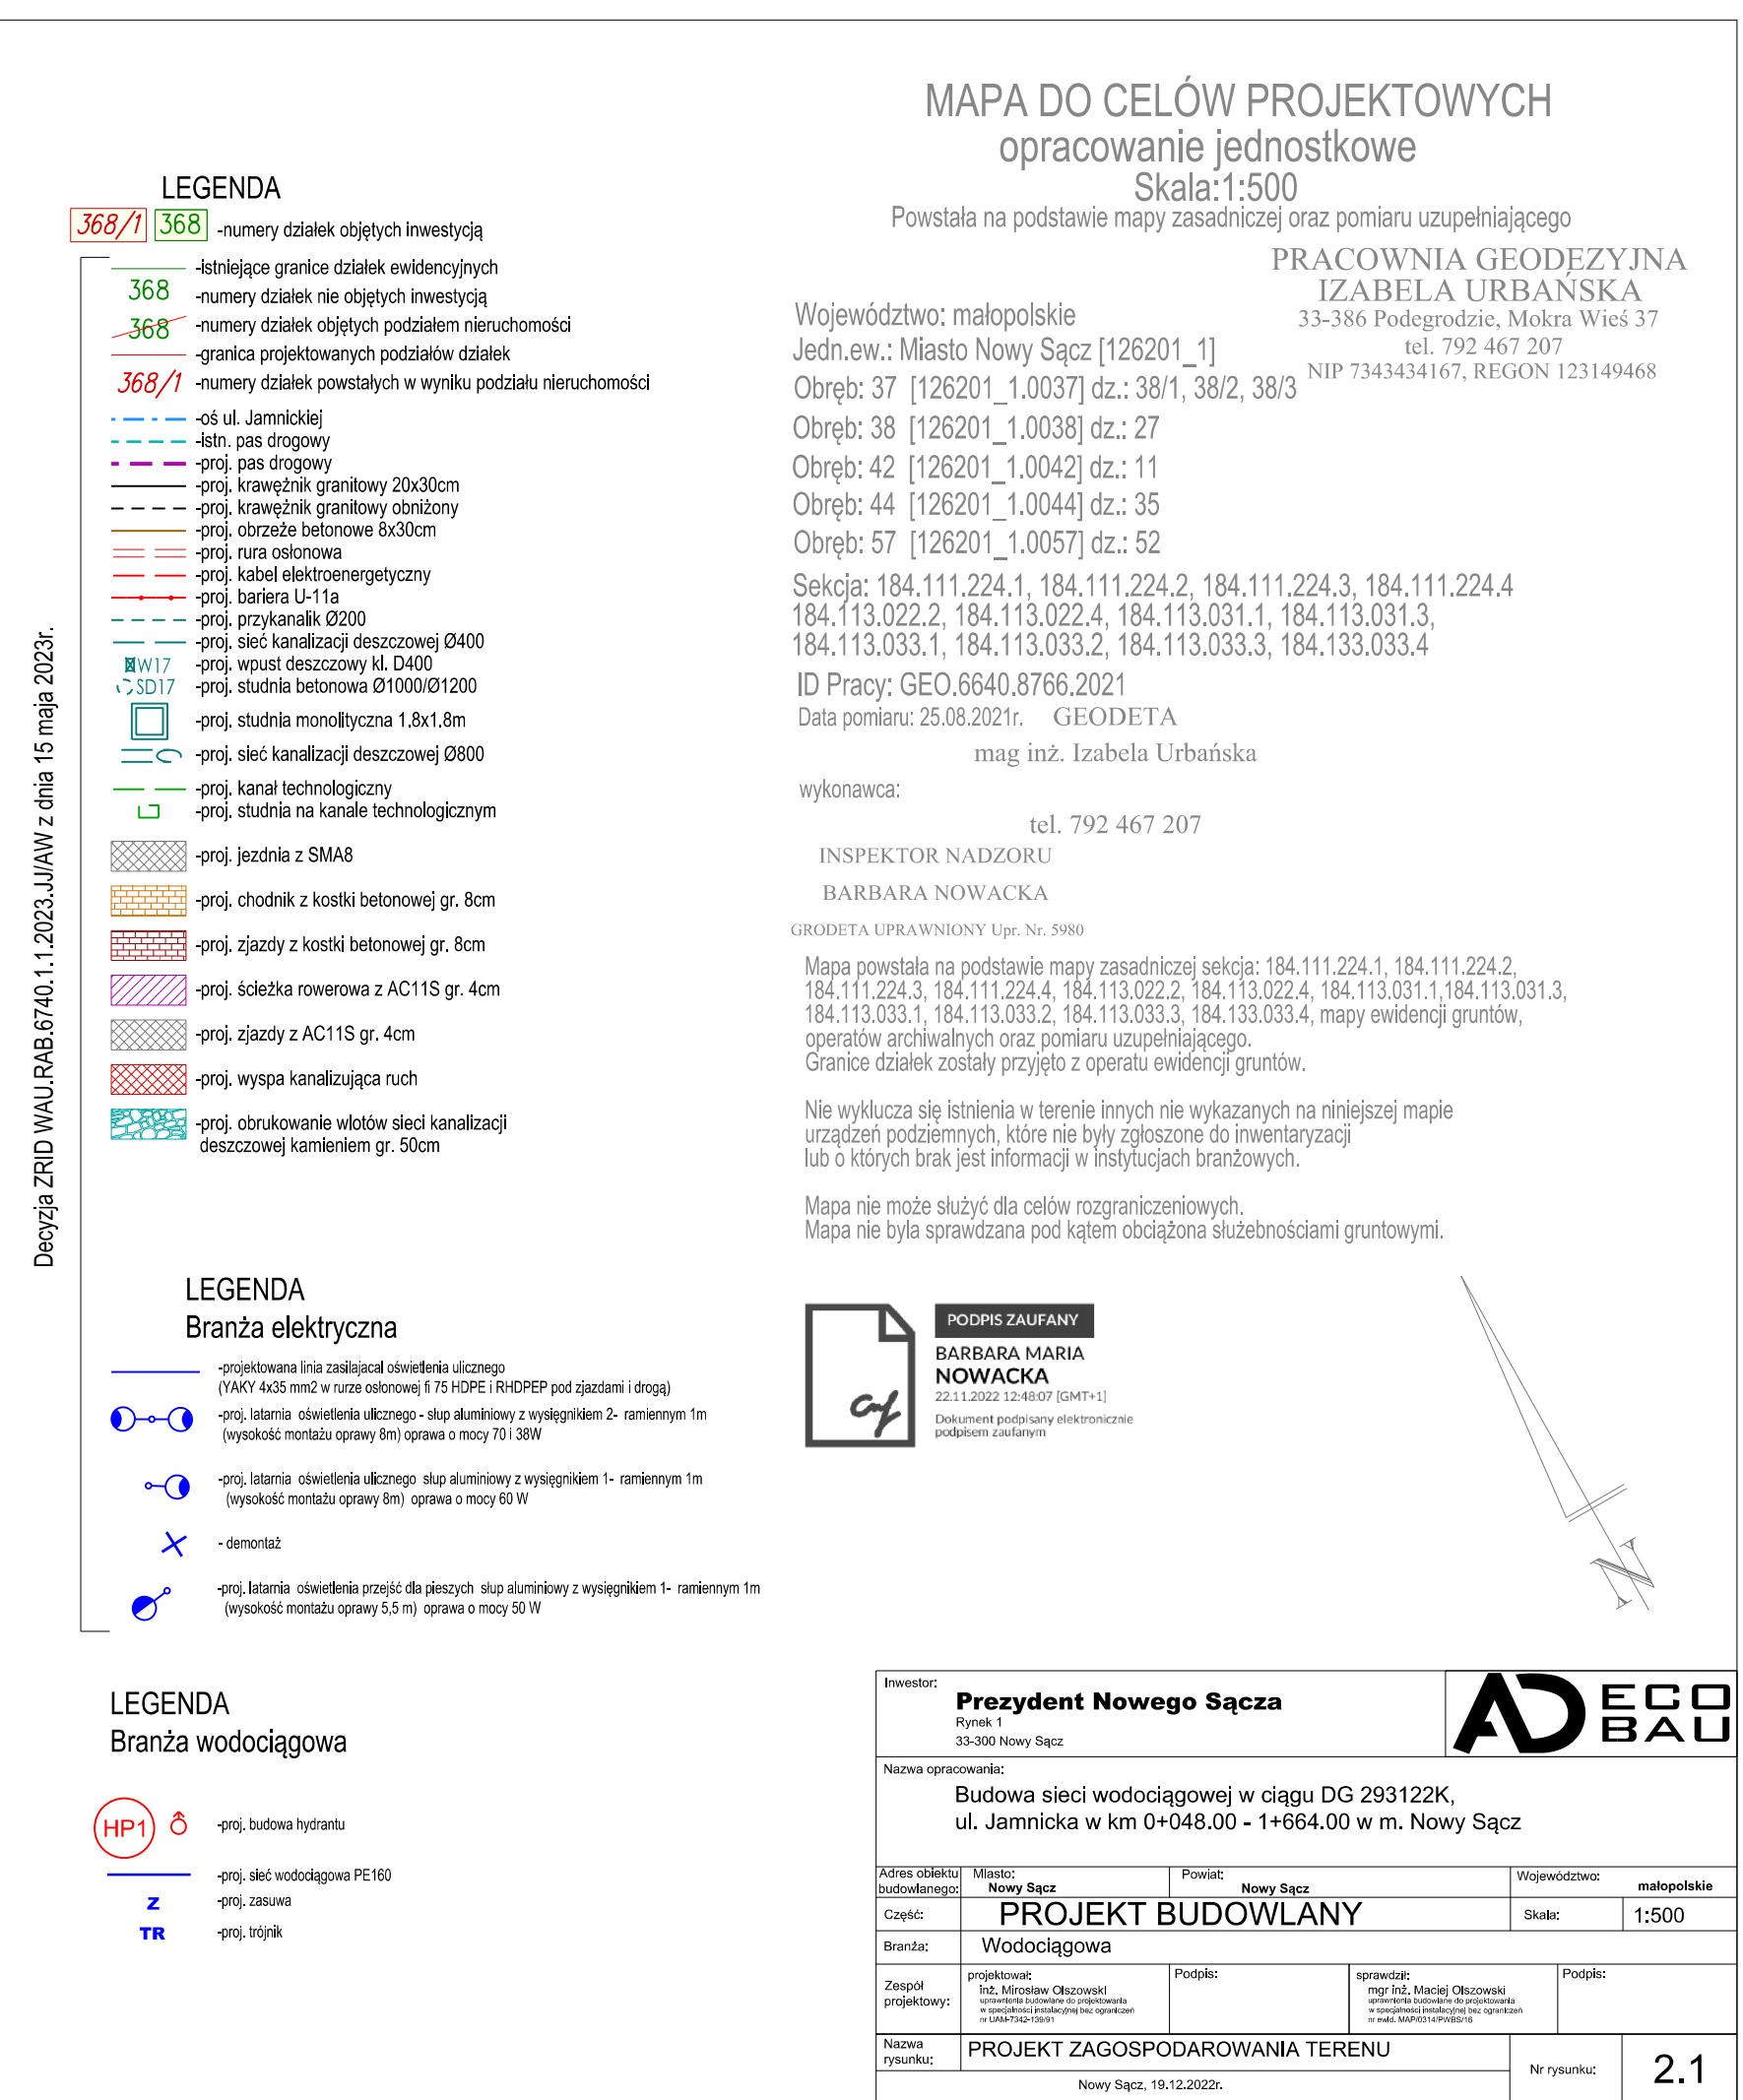 MAPA DO CELÓW PROJEKTOWYCH
opracowanie jednostkowe
Skala:1:500
Powstała na podstawie mapy zasadniczej oraz pomiaru uzupełniającego
PRACOWNIA GEODEZYJNA
IZABELA URBAŃSKA
33-386 Podegrodzie, Mokra Wieś 37
tel. 792 467 207
NIP 7343434167, REGON 123149468
Województwo: małopolskie
Jedn.ew.: Miasto Nowy Sącz [126201_1]
Obręb: 37 [126201_1.0037] dz.: 38/1, 38/2, 38/3
Obręb: 38 [126201_1.0038] dz.: 27
Obręb: 42 [126201_1.0042] dz.: 11
Obręb: 44 [126201_1.0044] dz.: 35
Obręb: 57 [126201_1.0057] dz.: 52
Sekcja: 184.111.224.1, 184.111.224.2, 184.111.224.3, 184.111.224.4
184.113.022.2, 184.113.022.4, 184.113.031.1, 184.113.031.3,
184.113.033.1, 184.113.033.2, 184.113.033.3, 184.133.033.4
ID Pracy: GEO.6640.8766.2021
Data pomiaru: 25.08.2021r. GEODETA
mag inż. Izabela Urbańska
wykonawca:
tel. 792 467 207
INSPEKTOR NADZORU
BARBARA NOWACKA
GRODETA UPRAWNIONY Upr. Nr. 5980
Mapa powstała na podstawie mapy zasadniczej sekcja: 184.111.224.1, 184.111.224.2,
184.111.224.3, 184.111.224.4, 184.113.022.2, 184.113.022.4, 184.113.031.1,184.113.031.3,
184.113.033.1, 184.113.033.2, 184.113.033.3, 184.133.033.4, mapy ewidencji gruntów,
operatów archiwalnych oraz pomiaru uzupełniającego.
Granice działek zostały przyjęto z operatu ewidencji gruntów.
Nie wyklucza się istnienia w terenie innych nie wykazanych na niniejszej mapie
urządzeń podziemnych, które nie były zgłoszone do inwentaryzacji
lub o których brak jest informacji w instytucjach branżowych.
Mapa nie może służyć dla celów rozgraniczeniowych.
Mapa nie byla sprawdzana pod kątem obciążona służebnościami gruntowymi.
PODPIS ZAUFANY
BARBARA MARIA
NOWACKA
22.11.2022 12:48:07 [GMT+1]
Dokument podpisany elektronicznie
podpisem zaufanym
N
LEGENDA
368/1 368 -numery działek objętych inwestycją
-istniejące granice działek ewidencyjnych
368 -numery działek nie objętych inwestycją
368 -numery działek objętych podziałem nieruchomości
-granica projektowanych podziałów działek
368/1 -numery działek powstałych w wyniku podziału nieruchomości
-oś ul. Jamnickiej
-istn. pas drogowy
-proj. pas drogowy
-proj. krawężnik granitowy 20x30cm
-proj. krawężnik granitowy obniżony
-proj. obrzeże betonowe 8x30cm
-proj. rura osłonowa
-proj. kabel elektroenergetyczny
-proj. bariera U-11a
-proj. przykanalik Ø200
-proj. sieć kanalizacji deszczowej Ø400
W17 -proj. wpust deszczowy kl. D400
SD17 -proj. studnia betonowa Ø1000/Ø1200
-proj. studnia monolityczna 1.8x1.8m
-proj. sieć kanalizacji deszczowej Ø800
-proj. kanał technologiczny
-proj. studnia na kanale technologicznym
-proj. jezdnia z SMA8
-proj. chodnik z kostki betonowej gr. 8cm
-proj. zjazdy z kostki betonowej gr. 8cm
-proj. ścieżka rowerowa z AC11S gr. 4cm
-proj. zjazdy z AC11S gr. 4cm
-proj. wyspa kanalizująca ruch
-proj. obrukowanie wlotów sieci kanalizacji
deszczowej kamieniem gr. 50cm
Decyzja ZRID WAU.RAB.6740.1.1.2023.JJ/AW z dnia 15 maja 2023r.
LEGENDA
Branża elektryczna
-projektowana linia zasilajacal oświetlenia ulicznego
(YAKY 4x35 mm2 w rurze osłonowej fi 75 HDPE i RHDPEP pod zjazdami i drogą)
-proj. latarnia oświetlenia ulicznego - słup aluminiowy z wysięgnikiem 2- ramiennym 1m
(wysokość montażu oprawy 8m) oprawa o mocy 70 i 38W
-proj. latarnia oświetlenia ulicznego słup aluminiowy z wysięgnikiem 1- ramiennym 1m
(wysokość montażu oprawy 8m) oprawa o mocy 60 W
- demontaż
-proj. latarnia oświetlenia przejść dla pieszych słup aluminiowy z wysięgnikiem 1- ramiennym 1m
(wysokość montażu oprawy 5,5 m) oprawa o mocy 50 W
LEGENDA
Branża wodociągowa
HP1 -proj. budowa hydrantu
-proj. sieć wodociągowa PE160
Z -proj. zasuwa
TR -proj. trójnik
Inwestor:
Prezydent Nowego Sącza
Rynek 1
33-300 Nowy Sącz
AD ECO BAU
Nazwa opracowania:
Budowa sieci wodociągowej w ciągu DG 293122K,
ul. Jamnicka w km 0+048.00 - 1+664.00 w m. Nowy Sącz
Adres obiektu budowlanego: Miasto: Nowy Sącz Powiat: Nowy Sącz Województwo: małopolskie
Część: PROJEKT BUDOWLANY Skala: 1:500
Branża: Wodociągowa
Zespół projektowy:
projektował:
inż. Mirosław Olszowski
uprawnienia budowlane do projektowania
w specjalności instalacyjnej bez ograniczeń
nr UAM-7342-139/91
Podpis:
sprawdził:
mgr inż. Maciej Olszowski
uprawnienia budowlane do projektowania
w specjalności instalacyjnej bez ograniczeń
nr ewid. MAP/0314/PWBS/16
Podpis:
Nazwa rysunku: PROJEKT ZAGOSPODAROWANIA TERENU
Nowy Sącz, 19.12.2022r.
Nr rysunku: 2.1